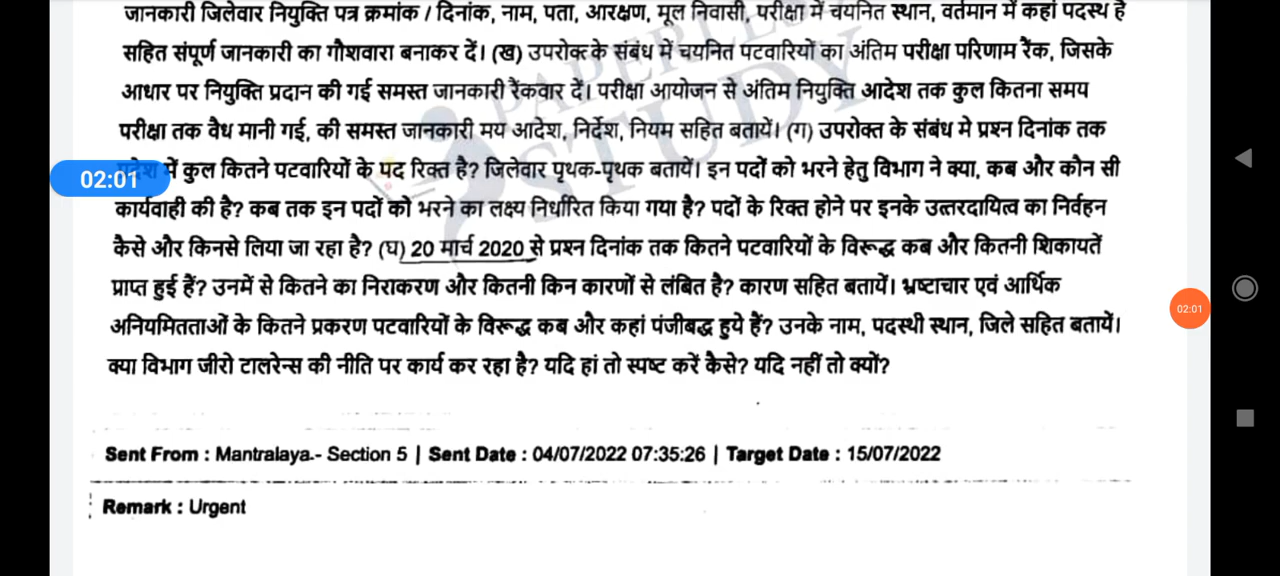 जानकारी जिलेवार नियुक्ति पत्र क्रमांक / दिनांक, नाम, पता, आरक्षण, मूल निवासी, परीक्षा में चयनित स्थान, वर्तमान में कहां पदस्थ है
सहित संपूर्ण जानकारी का गौशवारा बनाकर दें। (ख) उपरोक्त के संबंध में चयनित पटवारियों का अंतिम परीक्षा परिणाम रैंक, जिसके
आधार पर नियुक्ति प्रदान की गई समस्त जानकारी रैंकवार दें। परीक्षा आयोजन से अंतिम नियुक्ति आदेश तक कुल कितना समय
परीक्षा तक वैध मानी गई, की समस्त जानकारी मय आदेश, निर्देश, नियम सहित बतायें। (ग) उपरोक्त के संबंध मे प्रश्न दिनांक तक
02:01 में कुल कितने पटवारियों के पद रिक्त है? जिलेवार पृथक-पृथक बतायें। इन पदों को भरने हेतु विभाग ने क्या, कब और कौन सी
कार्यवाही की है? कब तक इन पदों को भरने का लक्ष्य निर्धारित किया गया है? पदों के रिक्त होने पर इनके उत्तरदायित्व का निर्वहन
कैसे और किनसे लिया जा रहा है? (घ) 20 मार्च 2020 से प्रश्न दिनांक तक कितने पटवारियों के विरूद्ध कब और कितनी शिकायतें
प्राप्त हुई हैं? उनमें से कितने का निराकरण और कितनी किन कारणों से लंबित है? कारण सहित बतायें। भ्रष्टाचार एवं आर्थिक
02:01
अनियमितताओं के कितने प्रकरण पटवारियों के विरूद्ध कब और कहां पंजीबद्ध हुये हैं? उनके नाम, पदस्थी स्थान, जिले सहित बतायें।
क्या विभाग जीरो टालरेन्स की नीति पर कार्य कर रहा है? यदि हां तो स्पष्ट करें कैसे? यदि नहीं तो क्यों?
PAPERLESS
STUDY
Sent From : Mantralaya.- Section 5 | Sent Date : 04/07/2022 07:35:26 | Target Date : 15/07/2022
Remark : Urgent